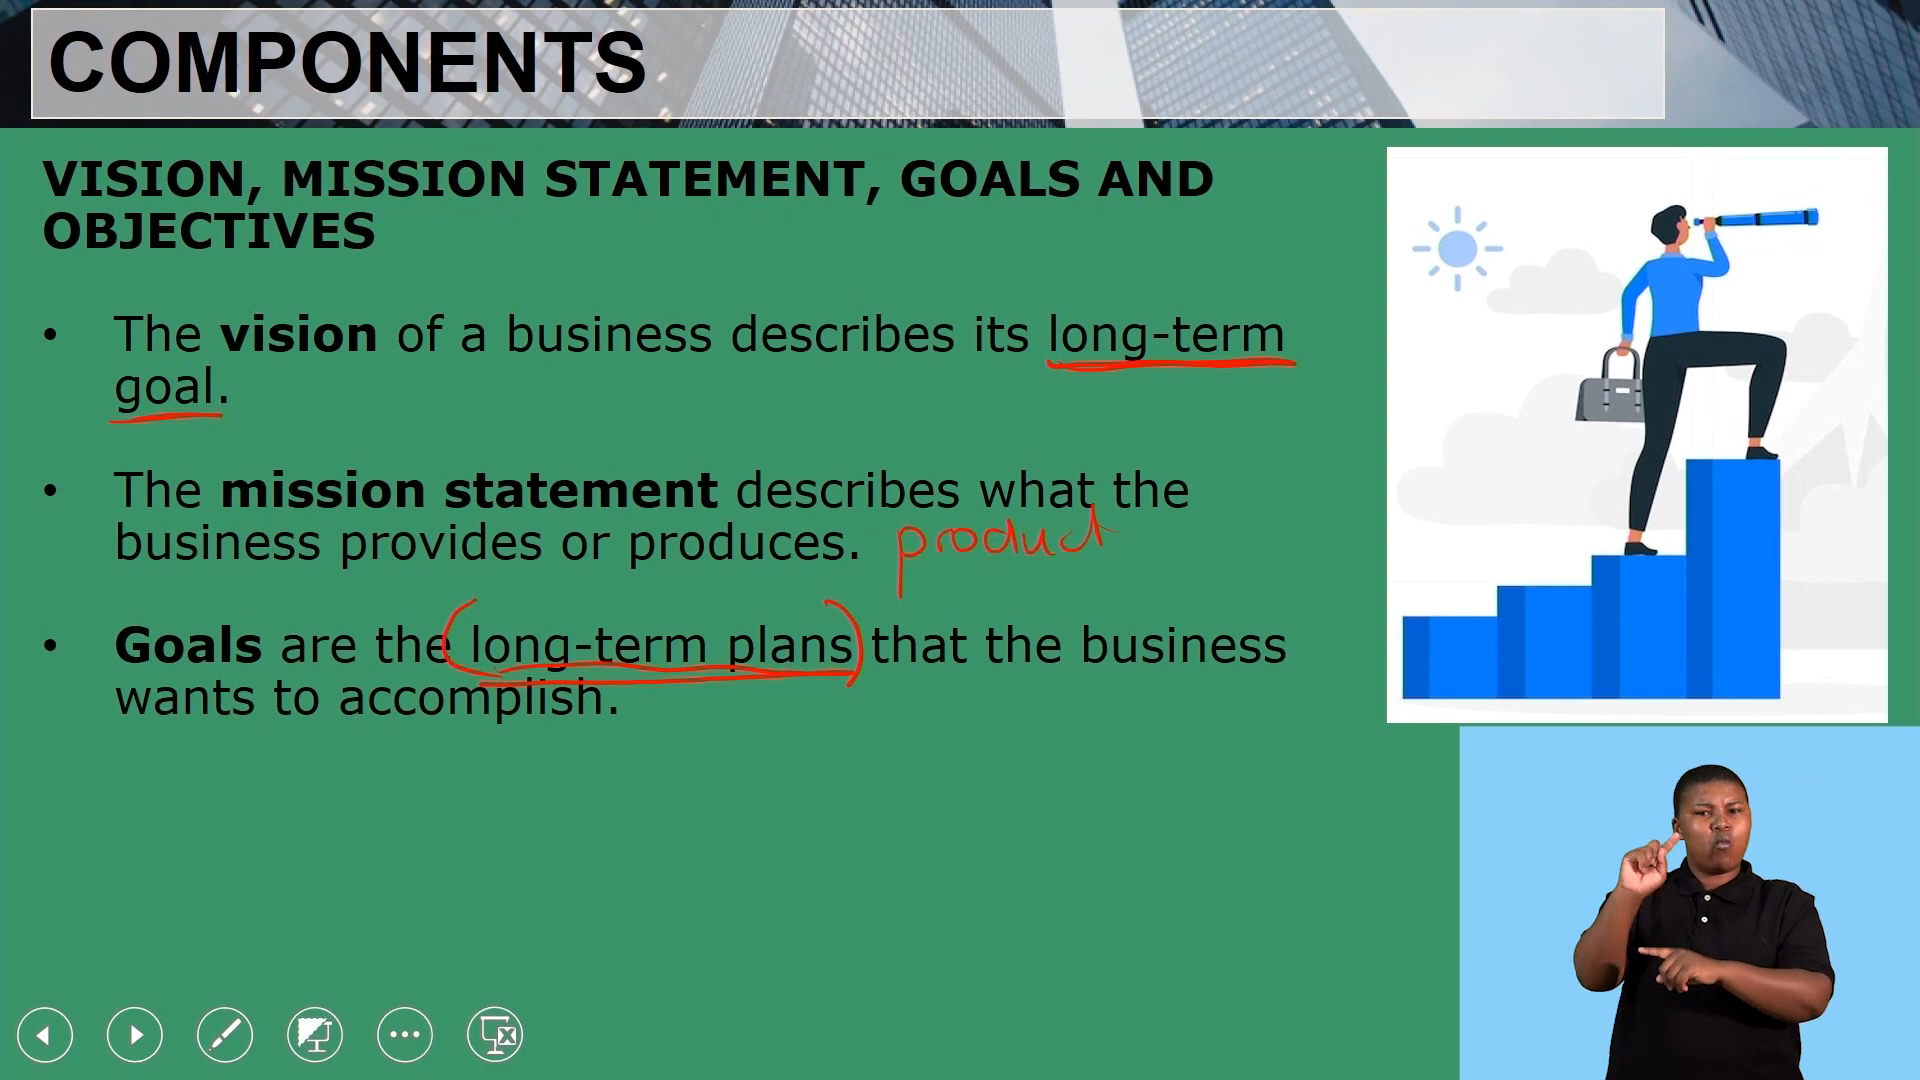 COMPONENTS
VISION, MISSION STATEMENT, GOALS AND
OBJECTIVES
• The vision of a business describes its long-term
goal.
• The mission statement describes what the
business provides or produces. product
• Goals are the (long-term plans) that the business
wants to accomplish.